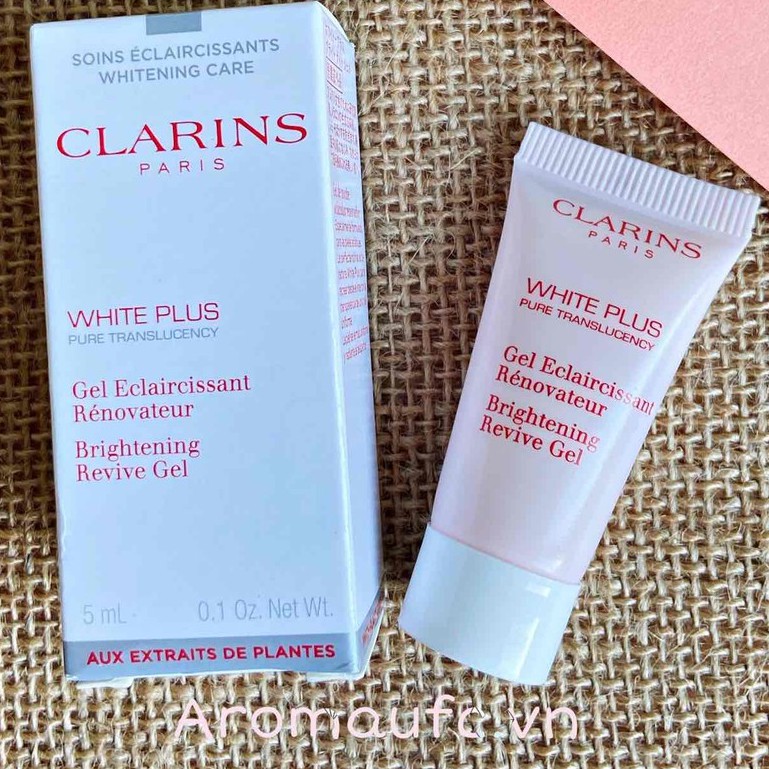 SOINS ÉCLAIRCISSANTS
WHITENING CARE
CLARINS
PARIS
WHITE PLUS
PURE TRANSLUCENCY
Gel Eclaircissant
Rénovateur
Brightening
Revive Gel
5 mL 0.1 Oz. Net Wt.
AUX EXTRAITS DE PLANTES
CLARINS
PARIS
WHITE PLUS
PURE TRANSLUCENCY
Gel Eclaircissant
Rénovateur
Brightening
Revive Gel
Aromaufc vn